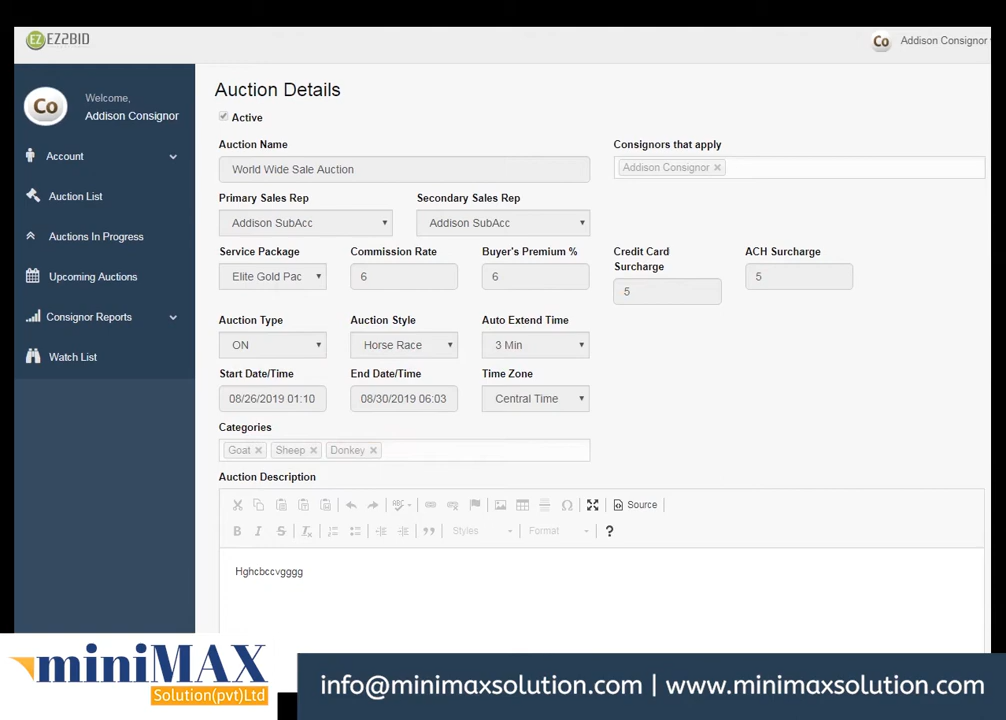 EZ EZ2BID
Co Addison Consignor
Co Welcome,
Addison Consignor
Account
Auction List
Auctions In Progress
Upcoming Auctions
Consignor Reports
Watch List
Auction Details
Active
Auction Name Consignors that apply
World Wide Sale Auction Addison Consignor
Primary Sales Rep Secondary Sales Rep
Addison SubAcc Addison SubAcc
Service Package Commission Rate Buyer's Premium % Credit Card Surcharge ACH Surcharge
Elite Gold Pac 6 6 5 5
Auction Type Auction Style Auto Extend Time
ON Horse Race 3 Min
Start Date/Time End Date/Time Time Zone
08/26/2019 01:10 08/30/2019 06:03 Central Time
Categories
Goat Sheep Donkey
Auction Description
ABC Ω Source
B I S Tx Styles Format ?
Hghcbccvgggg
miniMAX
Solution(pvt)Ltd
info@minimaxsolution.com | www.minimaxsolution.com